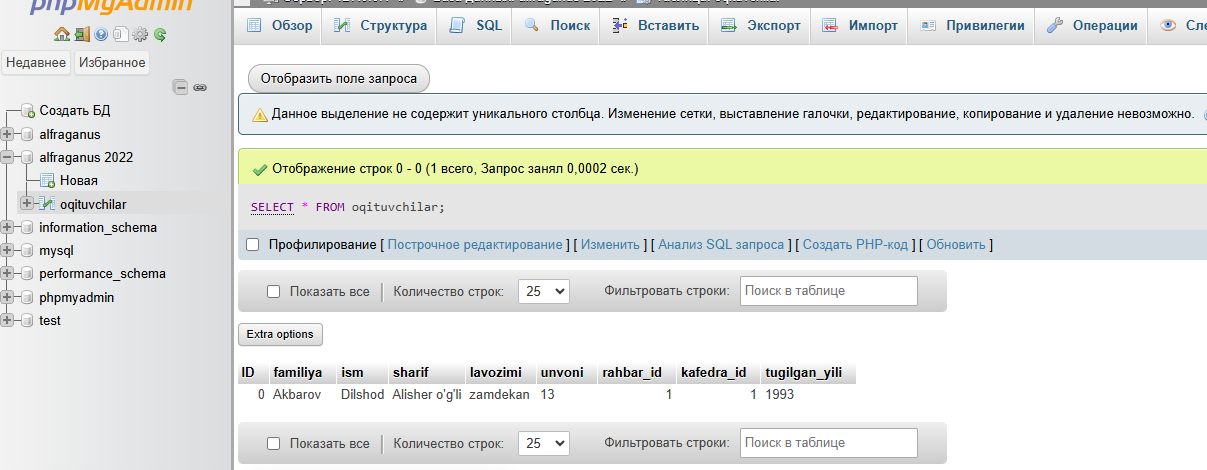 phpMyAdmin
Недавнее Избранное
Создать БД
alfraganus
alfraganus 2022
Новая
oqituvchilar
information_schema
mysql
performance_schema
phpmyadmin
test
Обзор Структура SQL Поиск Вставить Экспорт Импорт Привилегии Операции
Отобразить поле запроса
Данное выделение не содержит уникального столбца. Изменение сетки, выставление галочки, редактирование, копирование и удаление невозможно.
Отображение строк 0 - 0 (1 всего, Запрос занял 0,0002 сек.)
SELECT * FROM oqituvchilar;
Профилирование [ Построчное редактирование ] [ Изменить ] [ Анализ SQL запроса ] [ Создать PHP-код ] [ Обновить ]
Показать все Количество строк: 25 Фильтровать строки: Поиск в таблице
Extra options
ID familiya ism sharif lavozimi unvoni rahbar_id kafedra_id tugilgan_yili
0 Akbarov Dilshod Alisher o'g'li zamdekan 13 1 1 1993
Показать все Количество строк: 25 Фильтровать строки: Поиск в таблице